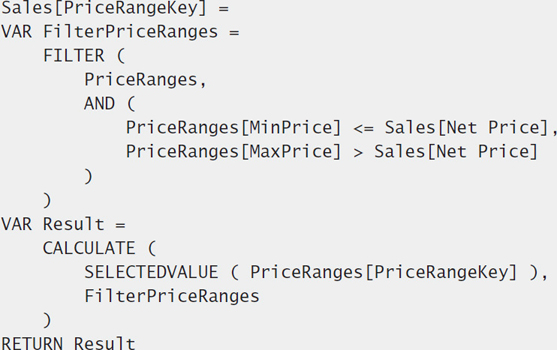 Sales[PriceRangeKey] =
VAR FilterPriceRanges =
    FILTER (
        PriceRanges,
        AND (
            PriceRanges[MinPrice] <= Sales[Net Price],
            PriceRanges[MaxPrice] > Sales[Net Price]
        )
    )
VAR Result =
    CALCULATE (
        SELECTEDVALUE ( PriceRanges[PriceRangeKey] ),
        FilterPriceRanges
    )
RETURN Result